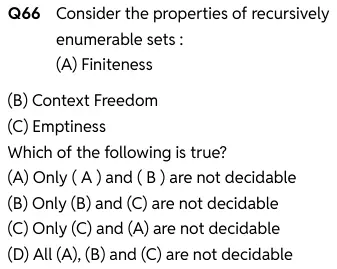 Q66 Consider the properties of recursively
enumerable sets :
(A) Finiteness
(B) Context Freedom
(C) Emptiness
Which of the following is true?
(A) Only ( A ) and ( B ) are not decidable
(B) Only (B) and (C) are not decidable
(C) Only (C) and (A) are not decidable
(D) All (A), (B) and (C) are not decidable